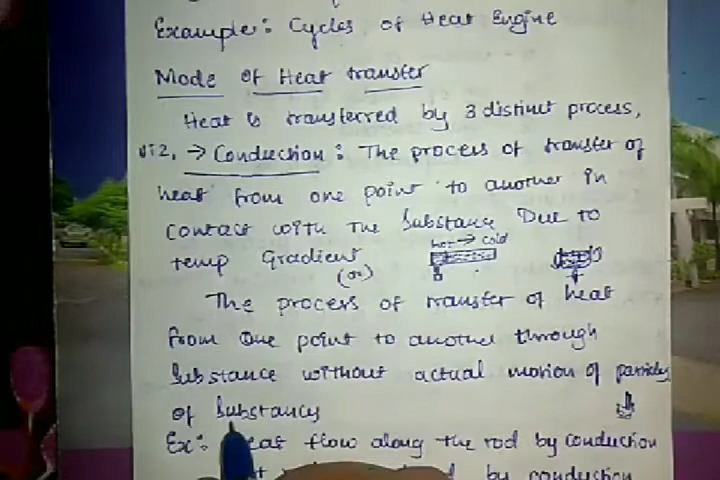 Example: Cycles of Heat Engine
Mode of Heat transfer
Heat is transferred by 3 distinct process,
viz, → Conduction: The process of transfer of
heat from one point to another in
contact with the Substance Due to
hot → cold
temp Gradient
(or)
The process of transfer of heat
from one point to another through
Substance without actual motion of particles
of Substances
Ex: flow along the rod by conduction
by conduction